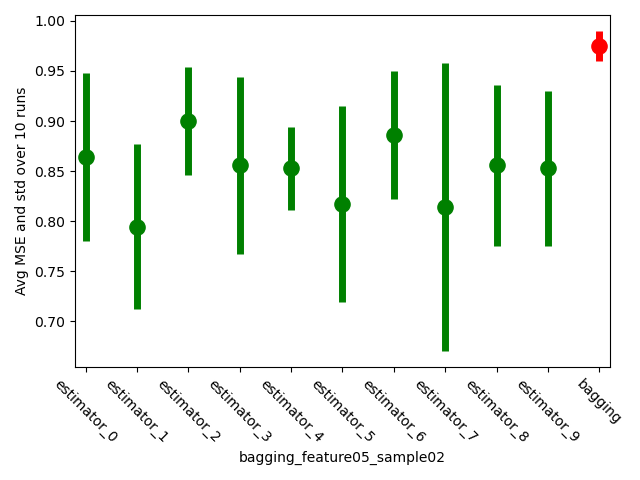 1.00
0.95
0.90
0.85
0.80
0.75
0.70
Avg MSE and std over 10 runs
estimator_0
estimator_1
estimator_2
estimator_3
estimator_4
estimator_5
estimator_6
estimator_7
estimator_8
estimator_9
bagging
bagging_feature05_sample02